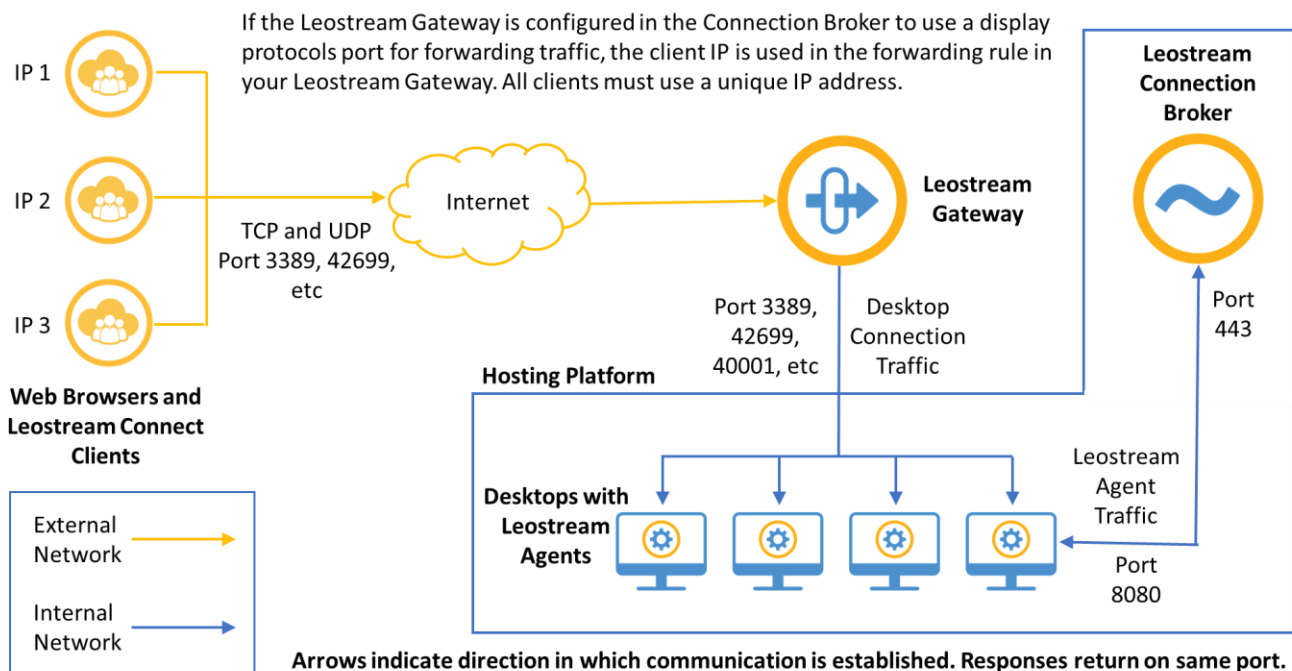 If the Leostream Gateway is configured in the Connection Broker to use a display
protocols port for forwarding traffic, the client IP is used in the forwarding rule in
your Leostream Gateway. All clients must use a unique IP address.
IP 1
IP 2
IP 3
Web Browsers and
Leostream Connect
Clients
TCP and UDP
Port 3389, 42699,
etc
Internet
Leostream
Gateway
Leostream
Connection
Broker
Port 3389,
42699,
40001, etc
Desktop
Connection
Traffic
Port
443
Hosting Platform
Desktops with
Leostream
Agents
Leostream
Agent
Traffic
Port
8080
External
Network
Internal
Network
Arrows indicate direction in which communication is established. Responses return on same port.